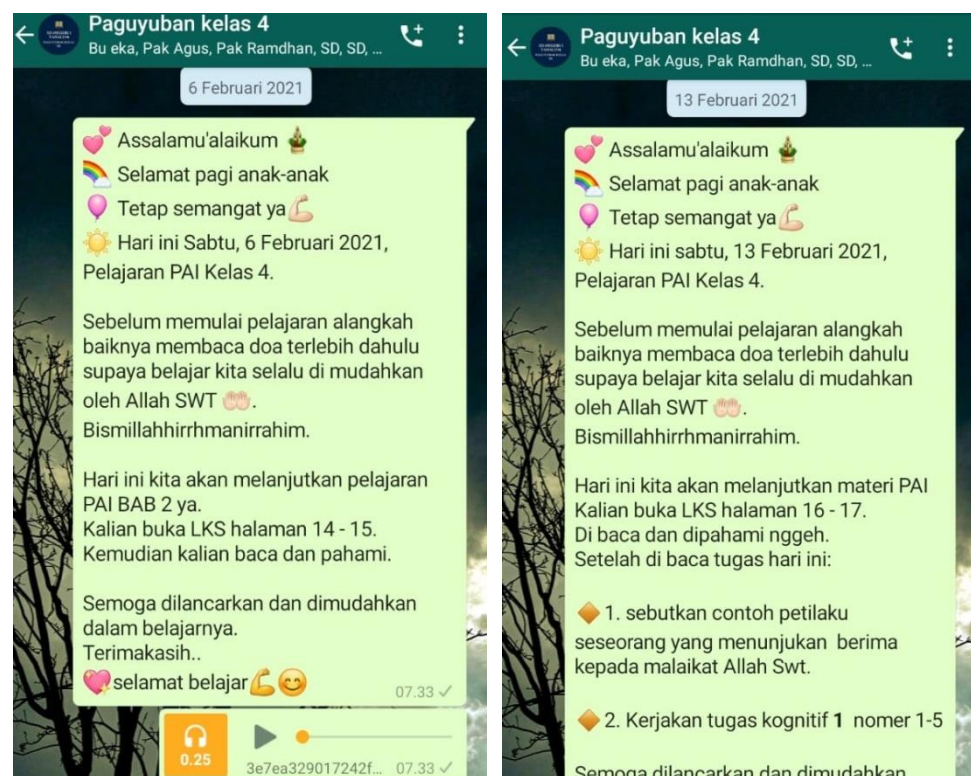 Paguyuban kelas 4
Bu eka, Pak Agus, Pak Ramdhan, SD, SD, ...
6 Februari 2021
💕 Assalamu'alaikum 🎍
🌈 Selamat pagi anak-anak
🎈 Tetap semangat ya💪
☀️ Hari ini Sabtu, 6 Februari 2021,
Pelajaran PAI Kelas 4.
Sebelum memulai pelajaran alangkah
baiknya membaca doa terlebih dahulu
supaya belajar kita selalu di mudahkan
oleh Allah SWT 🤲.
Bismillahhirrhmanirrahim.
Hari ini kita akan melanjutkan pelajaran
PAI BAB 2 ya.
Kalian buka LKS halaman 14 - 15.
Kemudian kalian baca dan pahami.
Semoga dilancarkan dan dimudahkan
dalam belajarnya.
Terimakasih..
💖selamat belajar💪😊
07.33
0.25
3e7ea329017242f... 07.33
Paguyuban kelas 4
Bu eka, Pak Agus, Pak Ramdhan, SD, SD, ...
13 Februari 2021
💕 Assalamu'alaikum 🎍
🌈 Selamat pagi anak-anak
🎈 Tetap semangat ya💪
☀️ Hari ini sabtu, 13 Februari 2021,
Pelajaran PAI Kelas 4.
Sebelum memulai pelajaran alangkah
baiknya membaca doa terlebih dahulu
supaya belajar kita selalu di mudahkan
oleh Allah SWT 🤲.
Bismillahhirrhmanirrahim.
Hari ini kita akan melanjutkan materi PAI
Kalian buka LKS halaman 16 - 17.
Di baca dan dipahami nggeh.
Setelah di baca tugas hari ini:
🔶 1. sebutkan contoh petilaku
seseorang yang menunjukan berima
kepada malaikat Allah Swt.
🔶 2. Kerjakan tugas kognitif 1 nomer 1-5
Semoga dilancarkan dan dimudahkan